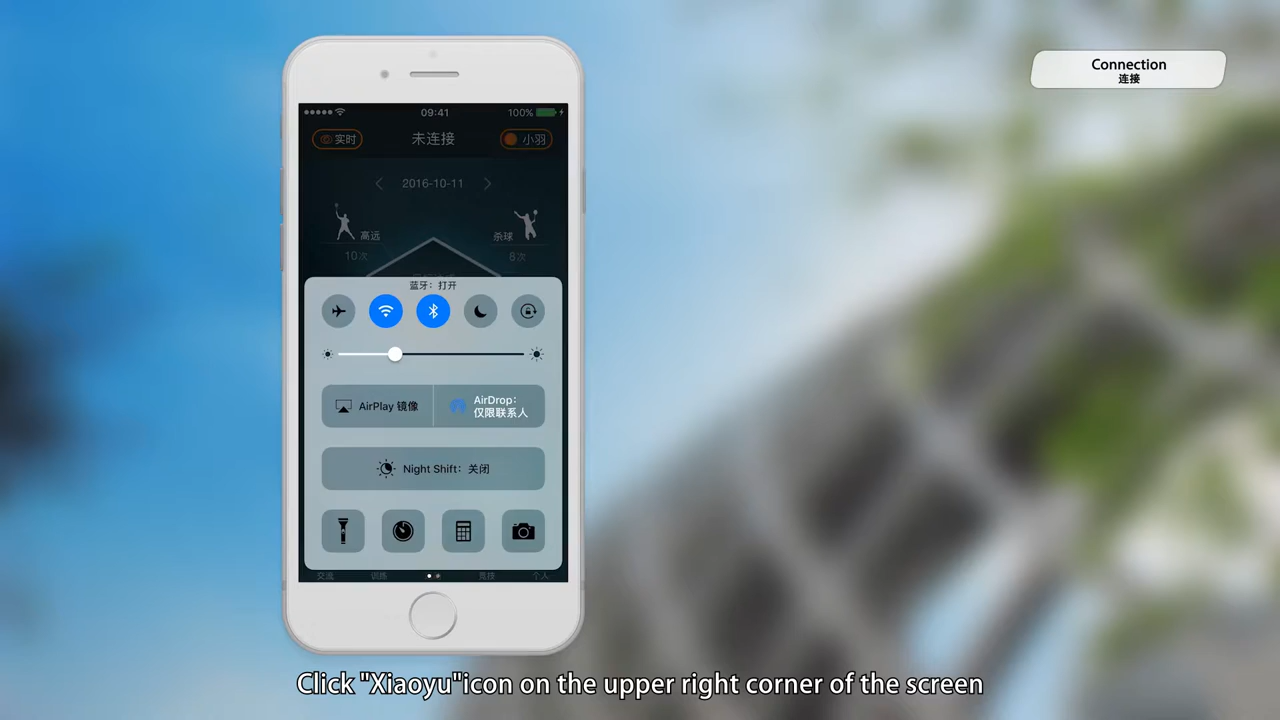 Connection
连接
09:41
100%
实时
未连接
小羽
2016-10-11
高远
杀球
10次
8次
蓝牙：打开
AirPlay 镜像
AirDrop：
仅限联系人
Night Shift：关闭
交流
训练
竞技
个人
Click "Xiaoyu"icon on the upper right corner of the screen